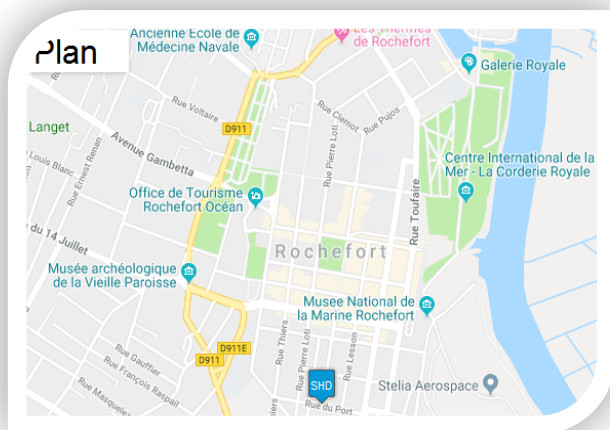 Plan
Ancienne École de
Médecine Navale
Les Thermes
de Rochefort
Galerie Royale
Rue Voltaire
Rue Clemot
Rue Pujos
Langet
D911
Avenue Gambetta
Rue Pierre Loti
Louis Blanc
Rue Ernest Renan
Centre International de la
Mer - La Corderie Royale
Office de Tourisme
Rochefort Océan
Rue Toufaire
e du 14 Juillet
Rochefort
Musée archéologique
de la Vieille Paroisse
Musee National de
la Marine Rochefort
Rue Thiers
Rue Pierre Loti
Rue Lesson
D911E
D911
Rue Gauffier
Rue François Raspail
Rue Masquelez
SHD
Rue du Port
Stelia Aerospace